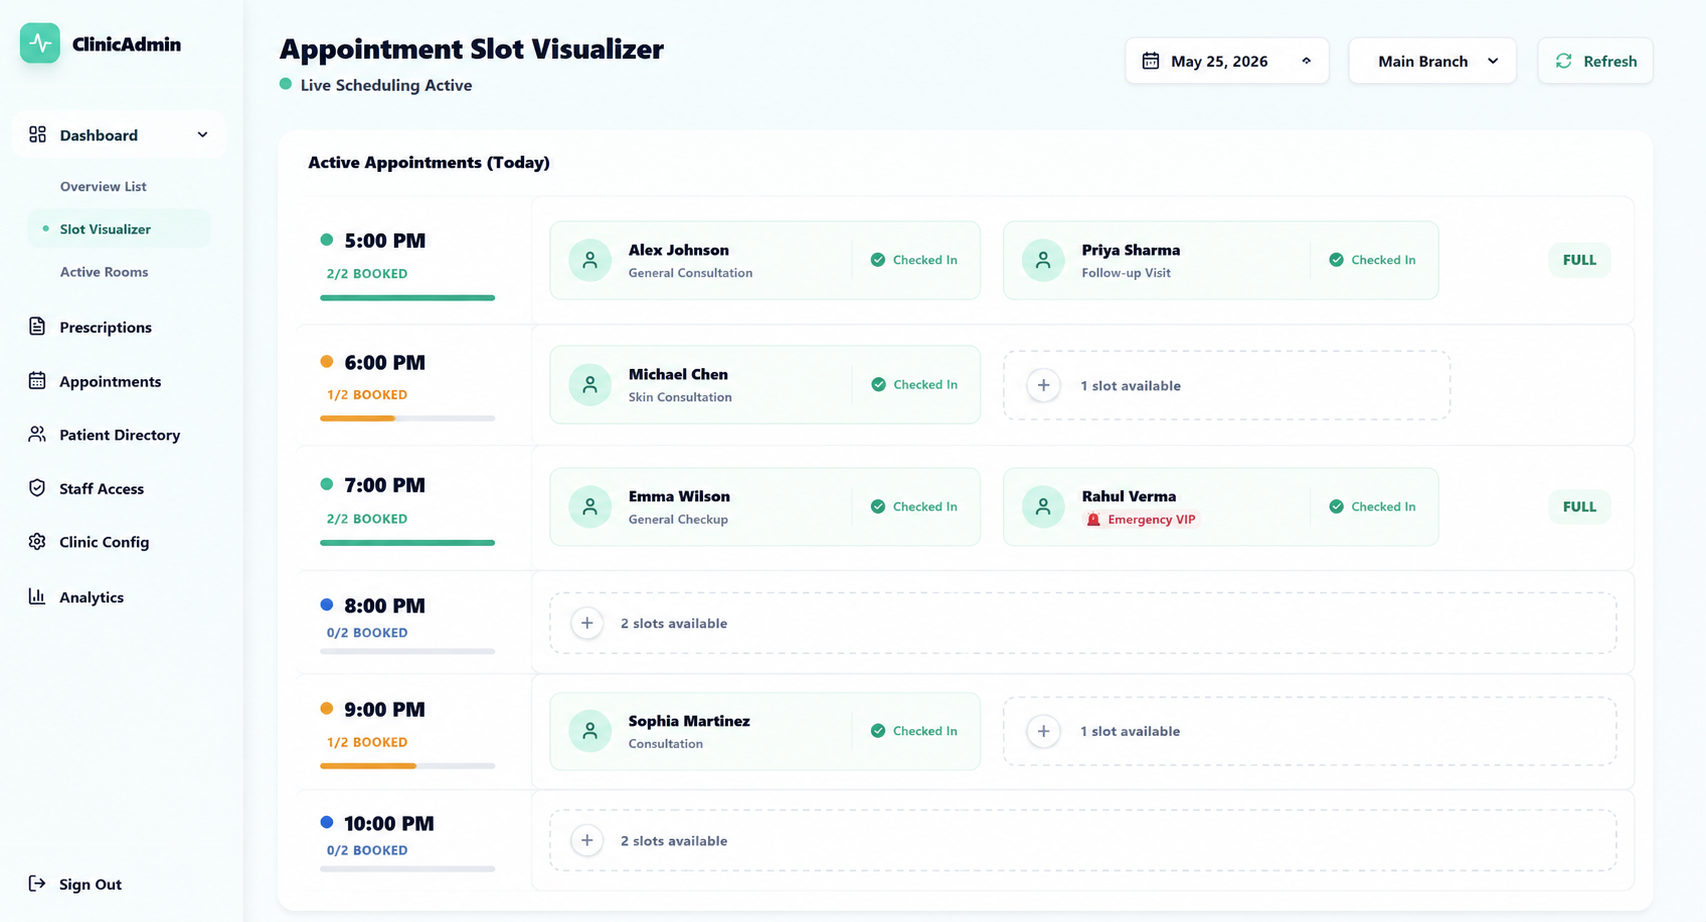 ClinicAdmin
Dashboard
Overview List
Slot Visualizer
Active Rooms
Prescriptions
Appointments
Patient Directory
Staff Access
Clinic Config
Analytics
Sign Out
Appointment Slot Visualizer
Live Scheduling Active
May 25, 2026
Main Branch
Refresh
Active Appointments (Today)
5:00 PM
2/2 BOOKED
Alex Johnson
General Consultation
Checked In
Priya Sharma
Follow-up Visit
Checked In
FULL
6:00 PM
1/2 BOOKED
Michael Chen
Skin Consultation
Checked In
1 slot available
7:00 PM
2/2 BOOKED
Emma Wilson
General Checkup
Checked In
Rahul Verma
Emergency VIP
Checked In
FULL
8:00 PM
0/2 BOOKED
2 slots available
9:00 PM
1/2 BOOKED
Sophia Martinez
Consultation
Checked In
1 slot available
10:00 PM
0/2 BOOKED
2 slots available